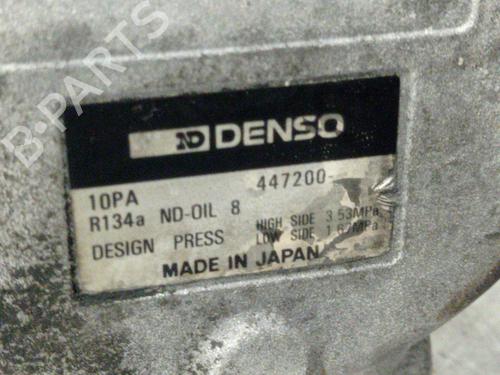 B-PARTS
ND DENSO
10PA 447200-
R134a ND-OIL 8
HIGH SIDE 3.53MPa
DESIGN PRESS LOW SIDE 1.67MPa
MADE IN JAPAN